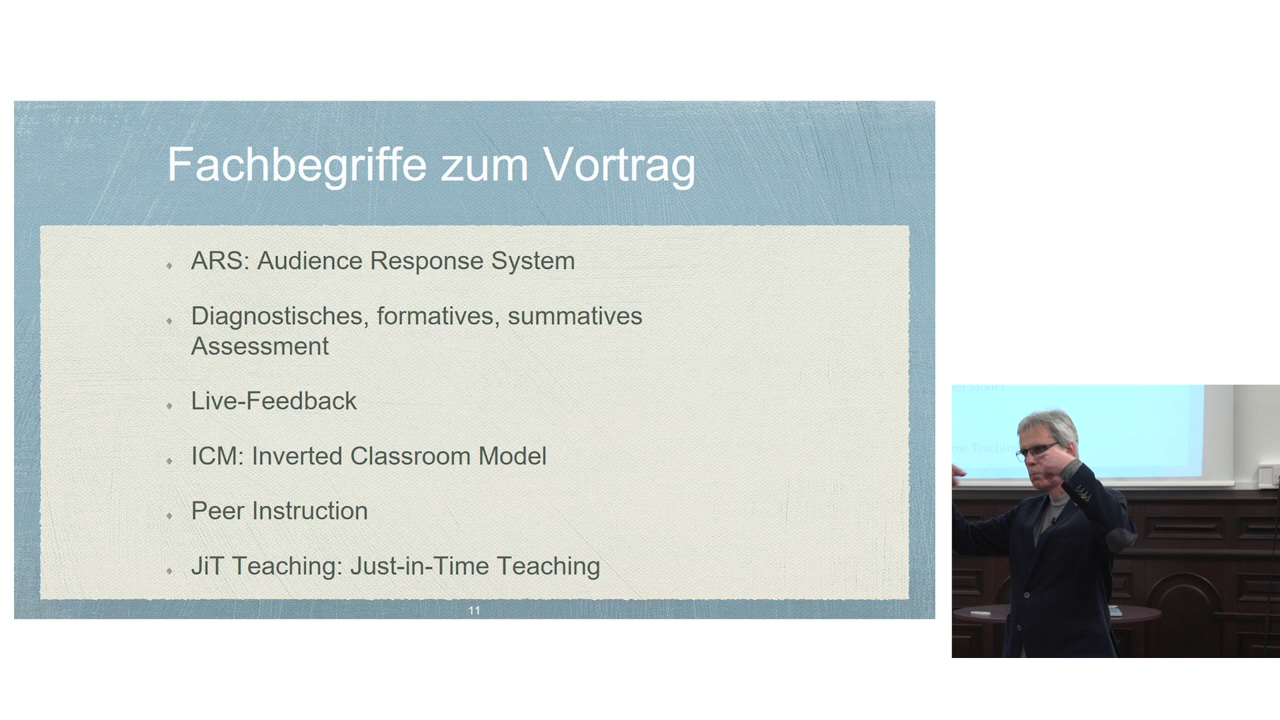 Fachbegriffe zum Vortrag
ARS: Audience Response System
Diagnostisches, formatives, summatives
Assessment
Live-Feedback
ICM: Inverted Classroom Model
Peer Instruction
JiT Teaching: Just-in-Time Teaching
11